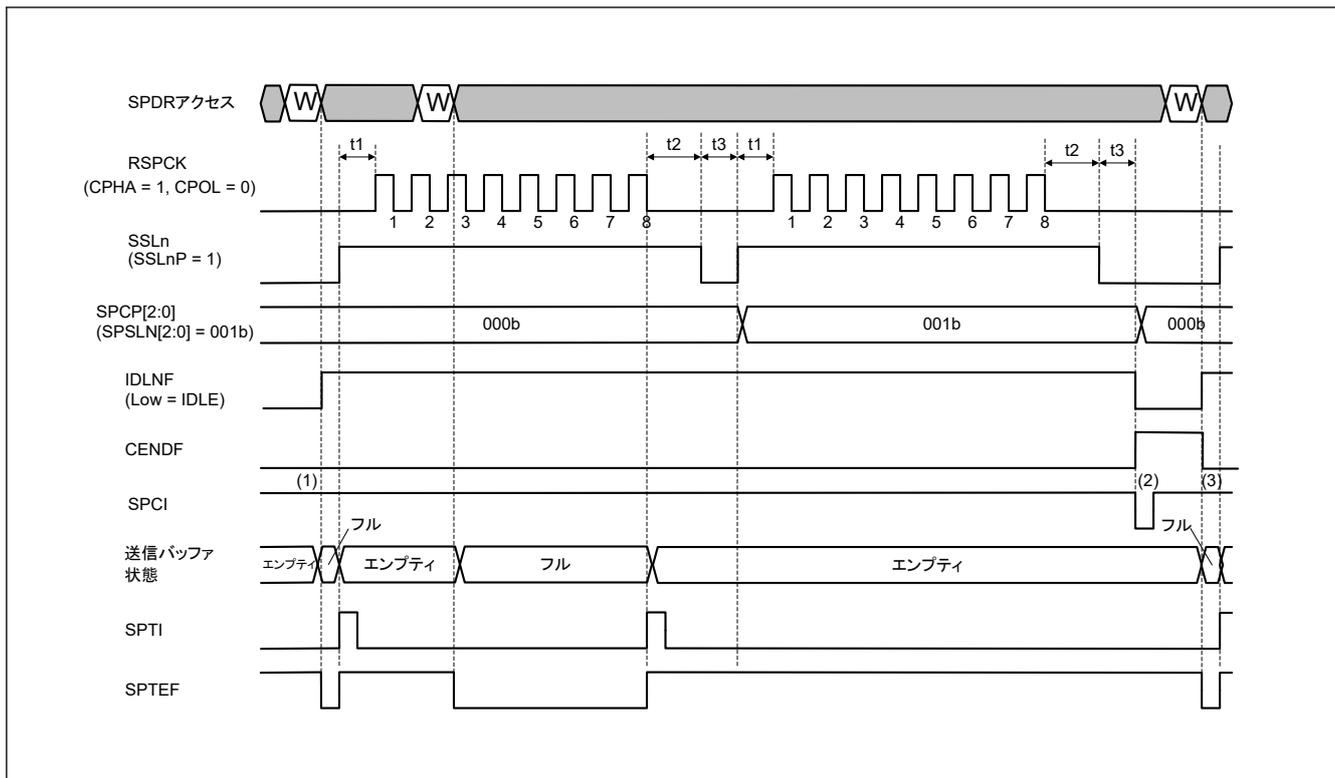 SPDRアクセス
W
W
W
t1
t2
t3
t1
t2
t3
RSPCK
(CPHA = 1, CPOL = 0)
1 2 3 4 5 6 7 8
1 2 3 4 5 6 7 8
SSLn
(SSLnP = 1)
SPCP[2:0]
(SPSLN[2:0] = 001b)
000b
001b
000b
IDLNF
(Low = IDLE)
CENDF
(1)
(2)
(3)
SPCI
フル
フル
送信バッファ
状態
エンプティ
エンプティ
フル
エンプティ
SPTI
SPTEF